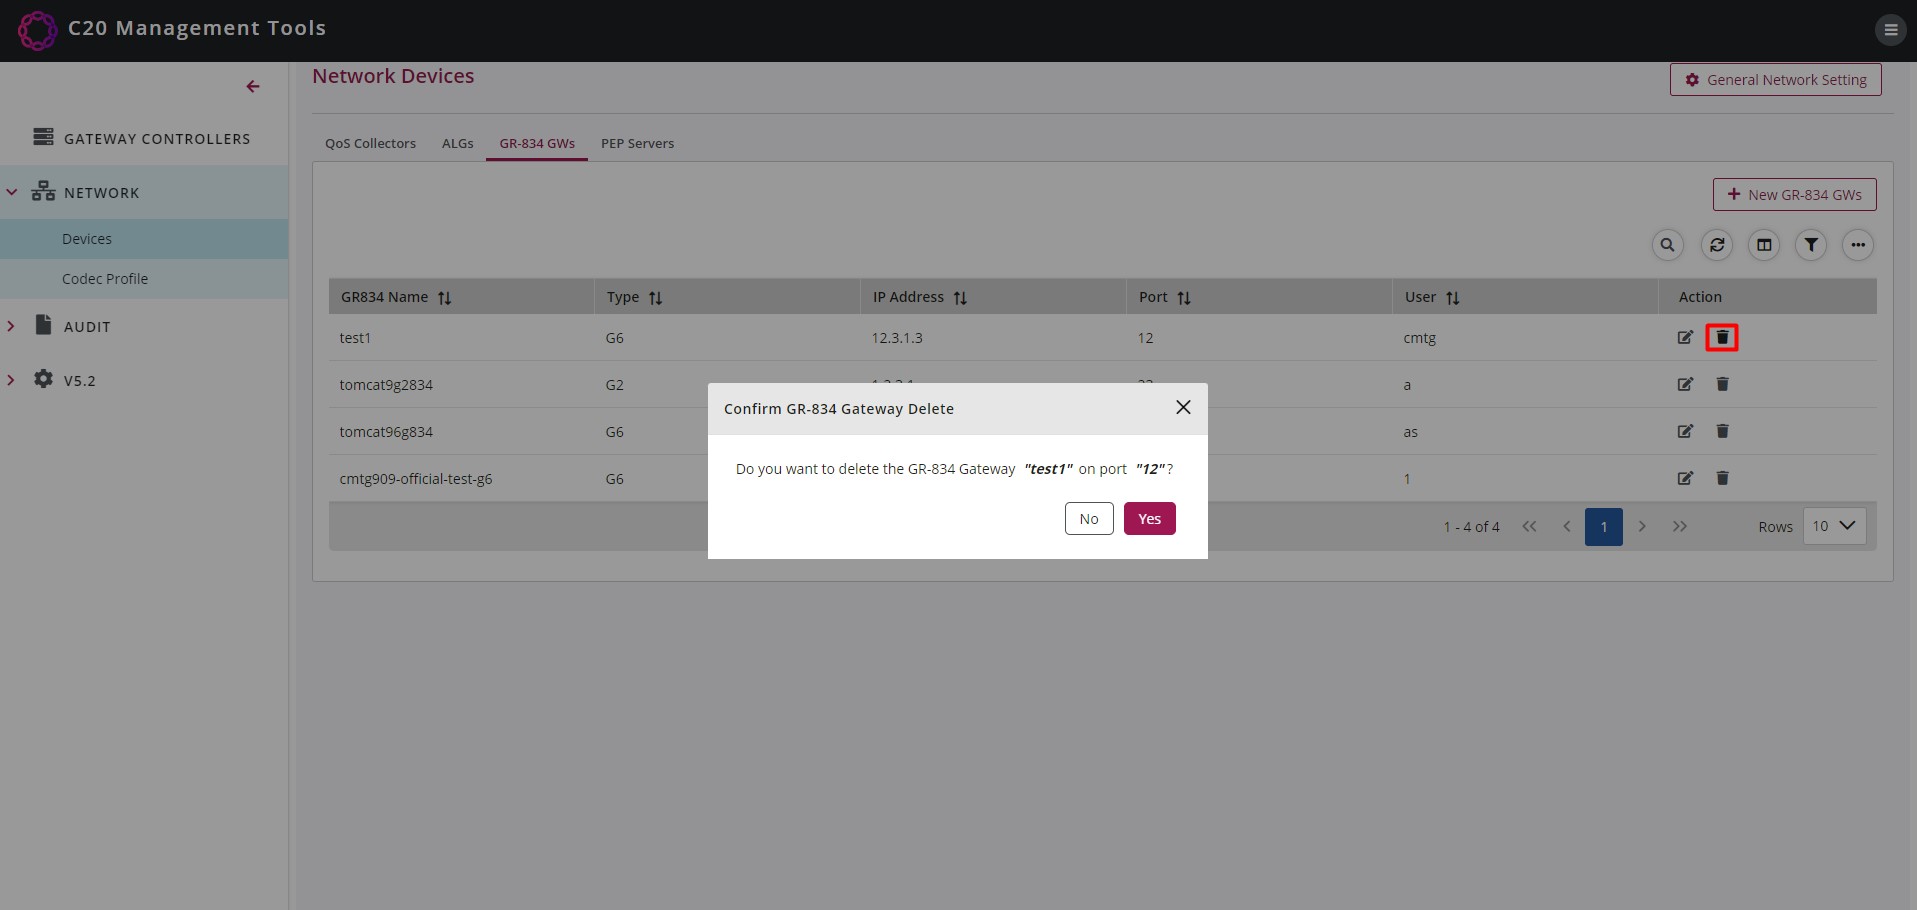 C20 Management Tools
Network Devices
General Network Setting
GATEWAY CONTROLLERS
NETWORK
Devices
Codec Profile
AUDIT
V5.2
QoS Collectors ALGs GR-834 GWs PEP Servers
New GR-834 GWs
GR834 Name Type IP Address Port User Action
test1 G6 12.3.1.3 12 cmtg
tomcat9g2834 G2 a
tomcat96g834 G6 as
cmtg909-official-test-g6 G6 1
1 - 4 of 4 1 Rows 10
Confirm GR-834 Gateway Delete
Do you want to delete the GR-834 Gateway "test1" on port "12"?
No Yes